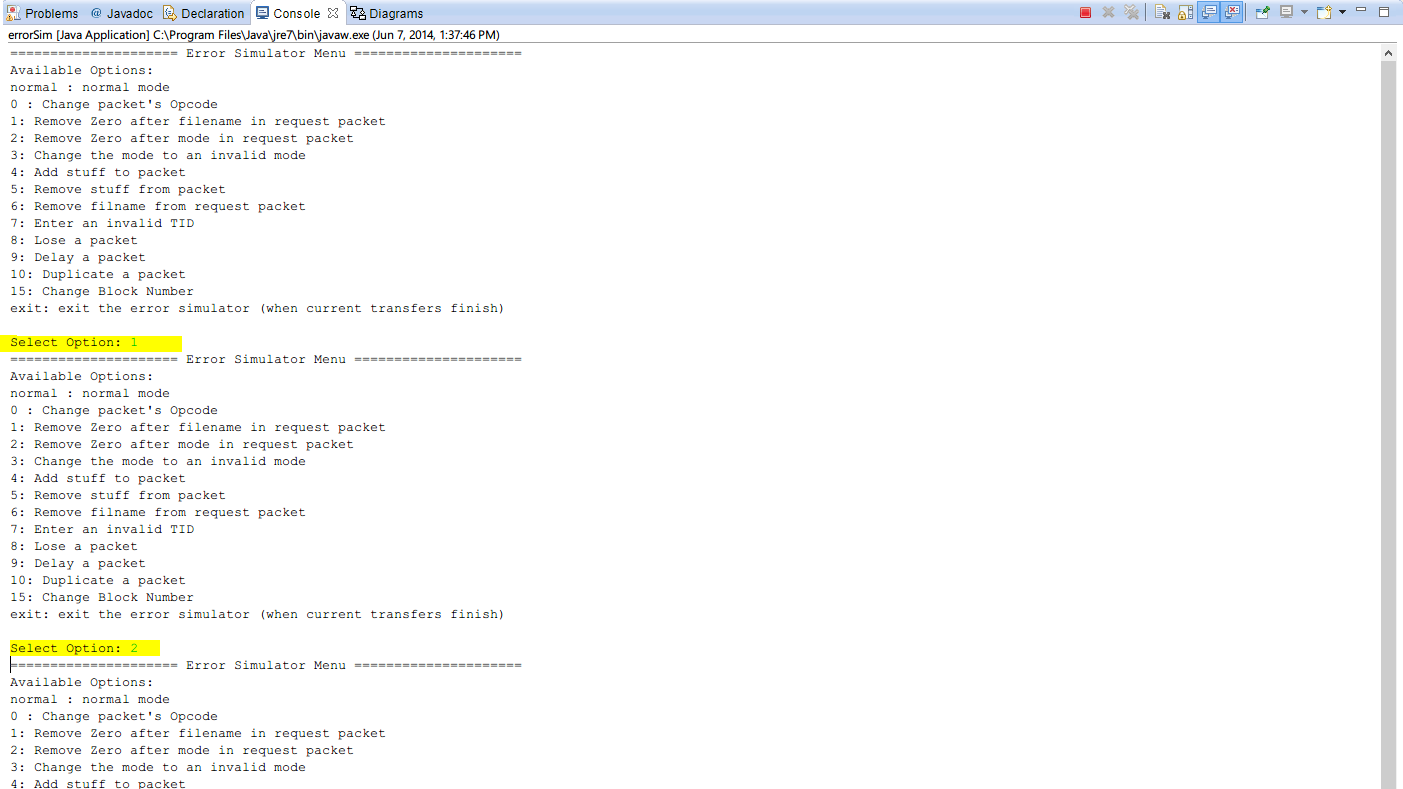 Problems @ Javadoc Declaration Console Diagrams
errorSim [Java Application] C:\Program Files\Java\jre7\bin\javaw.exe (Jun 7, 2014, 1:37:46 PM)
===================== Error Simulator Menu =====================
Available Options:
normal : normal mode
0 : Change packet's Opcode
1: Remove Zero after filename in request packet
2: Remove Zero after mode in request packet
3: Change the mode to an invalid mode
4: Add stuff to packet
5: Remove stuff from packet
6: Remove filname from request packet
7: Enter an invalid TID
8: Lose a packet
9: Delay a packet
10: Duplicate a packet
15: Change Block Number
exit: exit the error simulator (when current transfers finish)
Select Option: 1
===================== Error Simulator Menu =====================
Available Options:
normal : normal mode
0 : Change packet's Opcode
1: Remove Zero after filename in request packet
2: Remove Zero after mode in request packet
3: Change the mode to an invalid mode
4: Add stuff to packet
5: Remove stuff from packet
6: Remove filname from request packet
7: Enter an invalid TID
8: Lose a packet
9: Delay a packet
10: Duplicate a packet
15: Change Block Number
exit: exit the error simulator (when current transfers finish)
Select Option: 2
===================== Error Simulator Menu =====================
Available Options:
normal : normal mode
0 : Change packet's Opcode
1: Remove Zero after filename in request packet
2: Remove Zero after mode in request packet
3: Change the mode to an invalid mode
4: Add stuff to packet